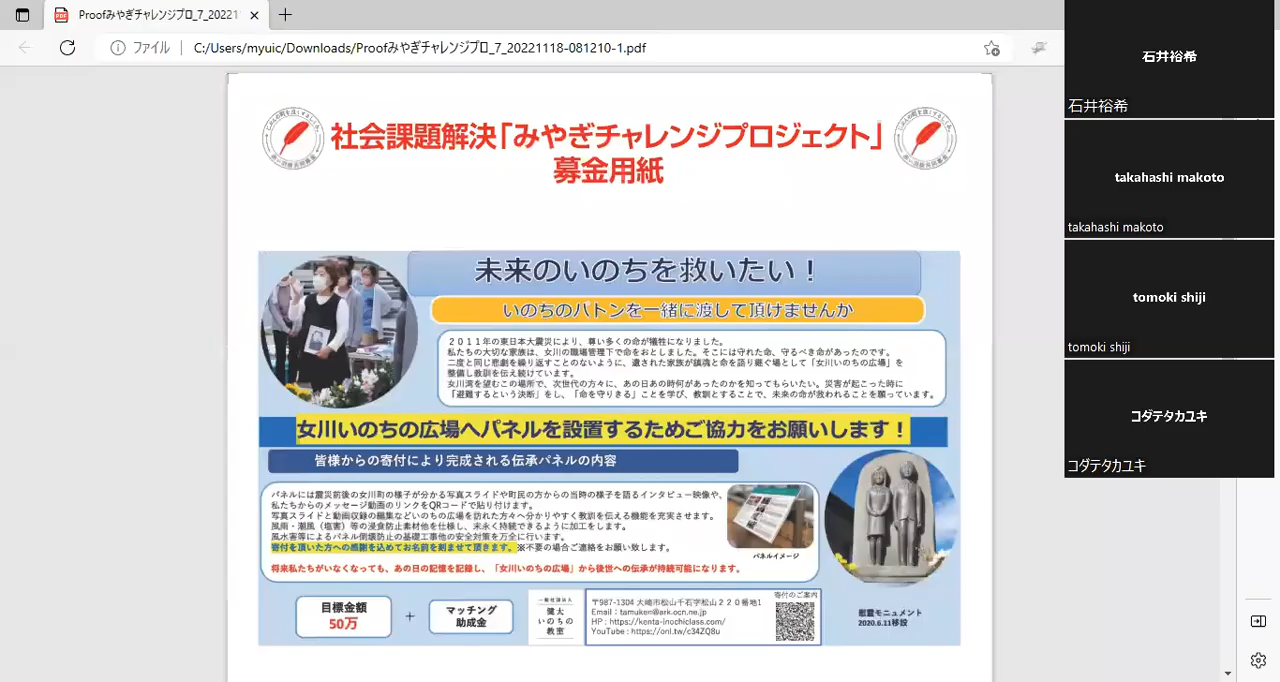 Proofみやぎチャレンジプロ_7_20221
ファイル
C:/Users/myuic/Downloads/Proofみやぎチャレンジプロ_7_20221118-081210-1.pdf
社会課題解決「みやぎチャレンジプロジェクト」
募金用紙
未来のいのちを救いたい！
いのちのバトンを一緒に渡して頂けませんか
２０１１年の東日本大震災により、尊い多くの命が犠牲になりました。
私たちの大切な家族は、女川の職場管理下で命をおとしました。そこには守れた命、守るべき命があったのです。
二度と同じ悲劇を繰り返すことのないように、遺された家族が鎮魂と命を語り継ぐ場として「女川いのちの広場」を
整備し教訓を伝え続けています。
女川湾を望むこの場所で、次世代の方々に、あの日あの時何があったのかを知ってもらいたい。災害が起こった時に
「避難するという決断」をし、「命を守りきる」ことを学び、教訓とすることで、未来の命が救われることを願っています。
女川いのちの広場へパネルを設置するためご協力をお願いします！
皆様からの寄付により完成される伝承パネルの内容
パネルには震災前後の女川町の様子が分かる写真スライドや町民の方からの当時の様子を語るインタビュー映像や、
私たちからのメッセージ動画のリンクをQRコードで貼り付けます。
写真スライドと動画収録の編集などいのちの広場を訪れた方々へ分かりやすく教訓を伝える機能を充実させます。
風雨・潮風（塩害）等の浸食防止素材他を仕様し、末永く持続できるように加工をします。
風水害等によるパネル倒壊防止の基礎工事他の安全対策を万全に行います。
寄付を頂いた方への感謝を込めてお名前を刻ませて頂きます。※不要の場合ご連絡をお願い致します。
将来私たちがいなくなっても、あの日の記憶を記録し、「女川いのちの広場」から後世への伝承が持続可能になります。
パネルイメージ
目標金額
50万
+
マッチング
助成金
一般社団法人
健太
いのちの
教室
〒987-1304 大崎市松山千石字松山２２０番地1
Email：tamuken@ark.ocn.ne.jp
HP：https://kenta-inochiclass.com/
YouTube：https://onl.tw/c34ZQ8u
寄付のご案内
慰霊モニュメント
2020.6.11移設
石井裕希
石井裕希
takahashi makoto
takahashi makoto
tomoki shiji
tomoki shiji
コダテタカユキ
コダテタカユキ